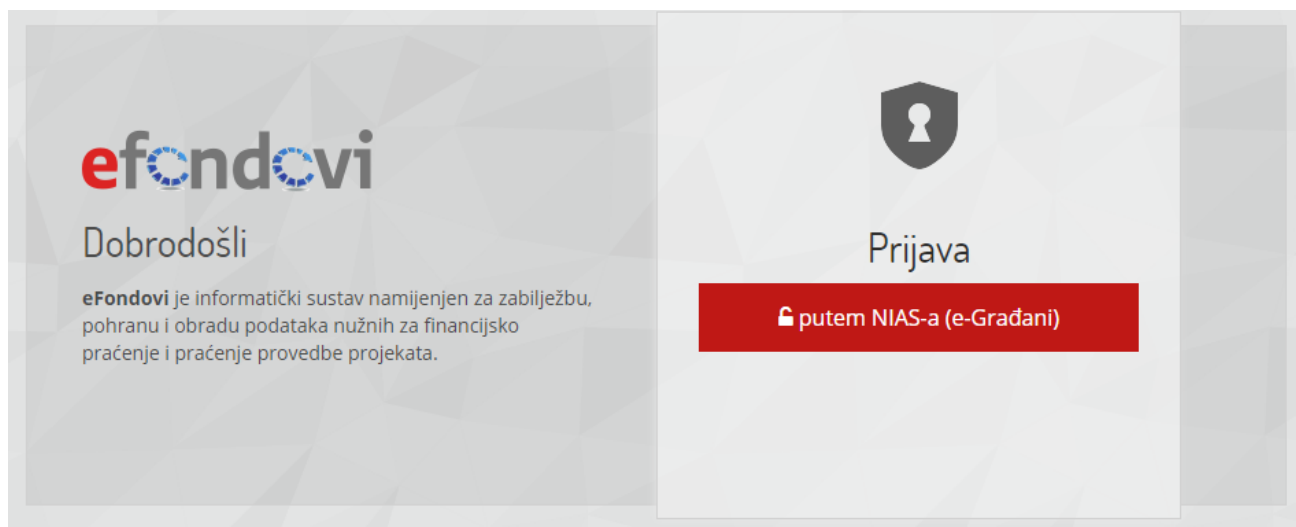 efondovi
Dobrodošli
eFondovi je informatički sustav namijenjen za zabilježbu,
pohranu i obradu podataka nužnih za financijsko
praćenje i praćenje provedbe projekata.
Prijava
putem NIAS-a (e-Građani)